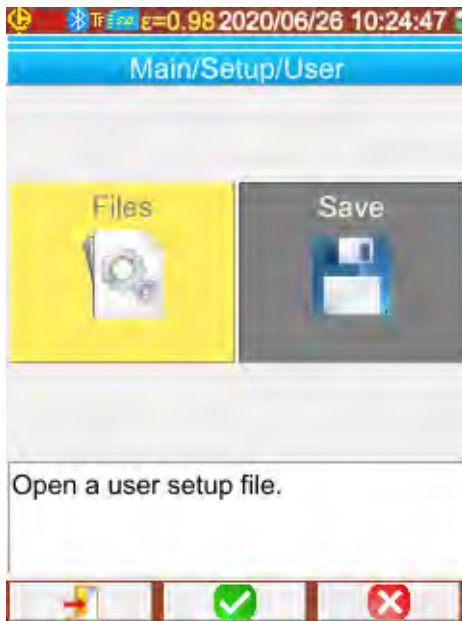 ε=0.98 2020/06/26 10:24:47
Main/Setup/User
Files Save
Open a user setup file.